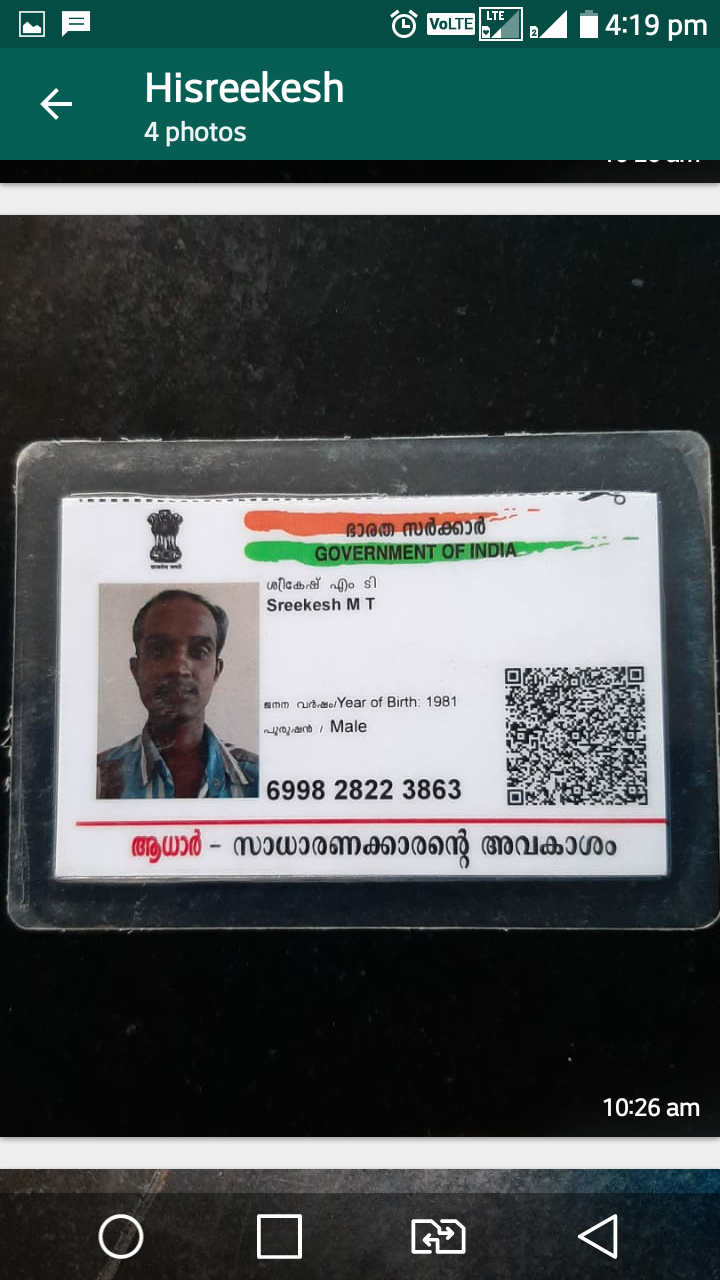 VoLTE LTE 2 4:19 pm
Hisreekesh
4 photos
ഭാരത സർക്കാർ
GOVERNMENT OF INDIA
ശ്രീകേഷ് എം ടി
Sreekesh M T
ജനന വർഷം/Year of Birth: 1981
പുരുഷൻ / Male
6998 2822 3863
ആധാർ - സാധാരണക്കാരന്റെ അവകാശം
10:26 am